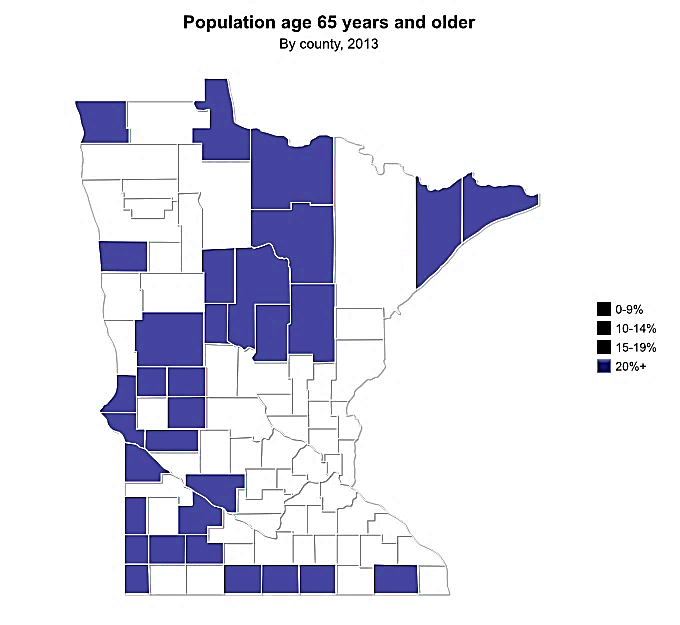 Population age 65 years and older
By county, 2013
0-9%
10-14%
15-19%
20%+